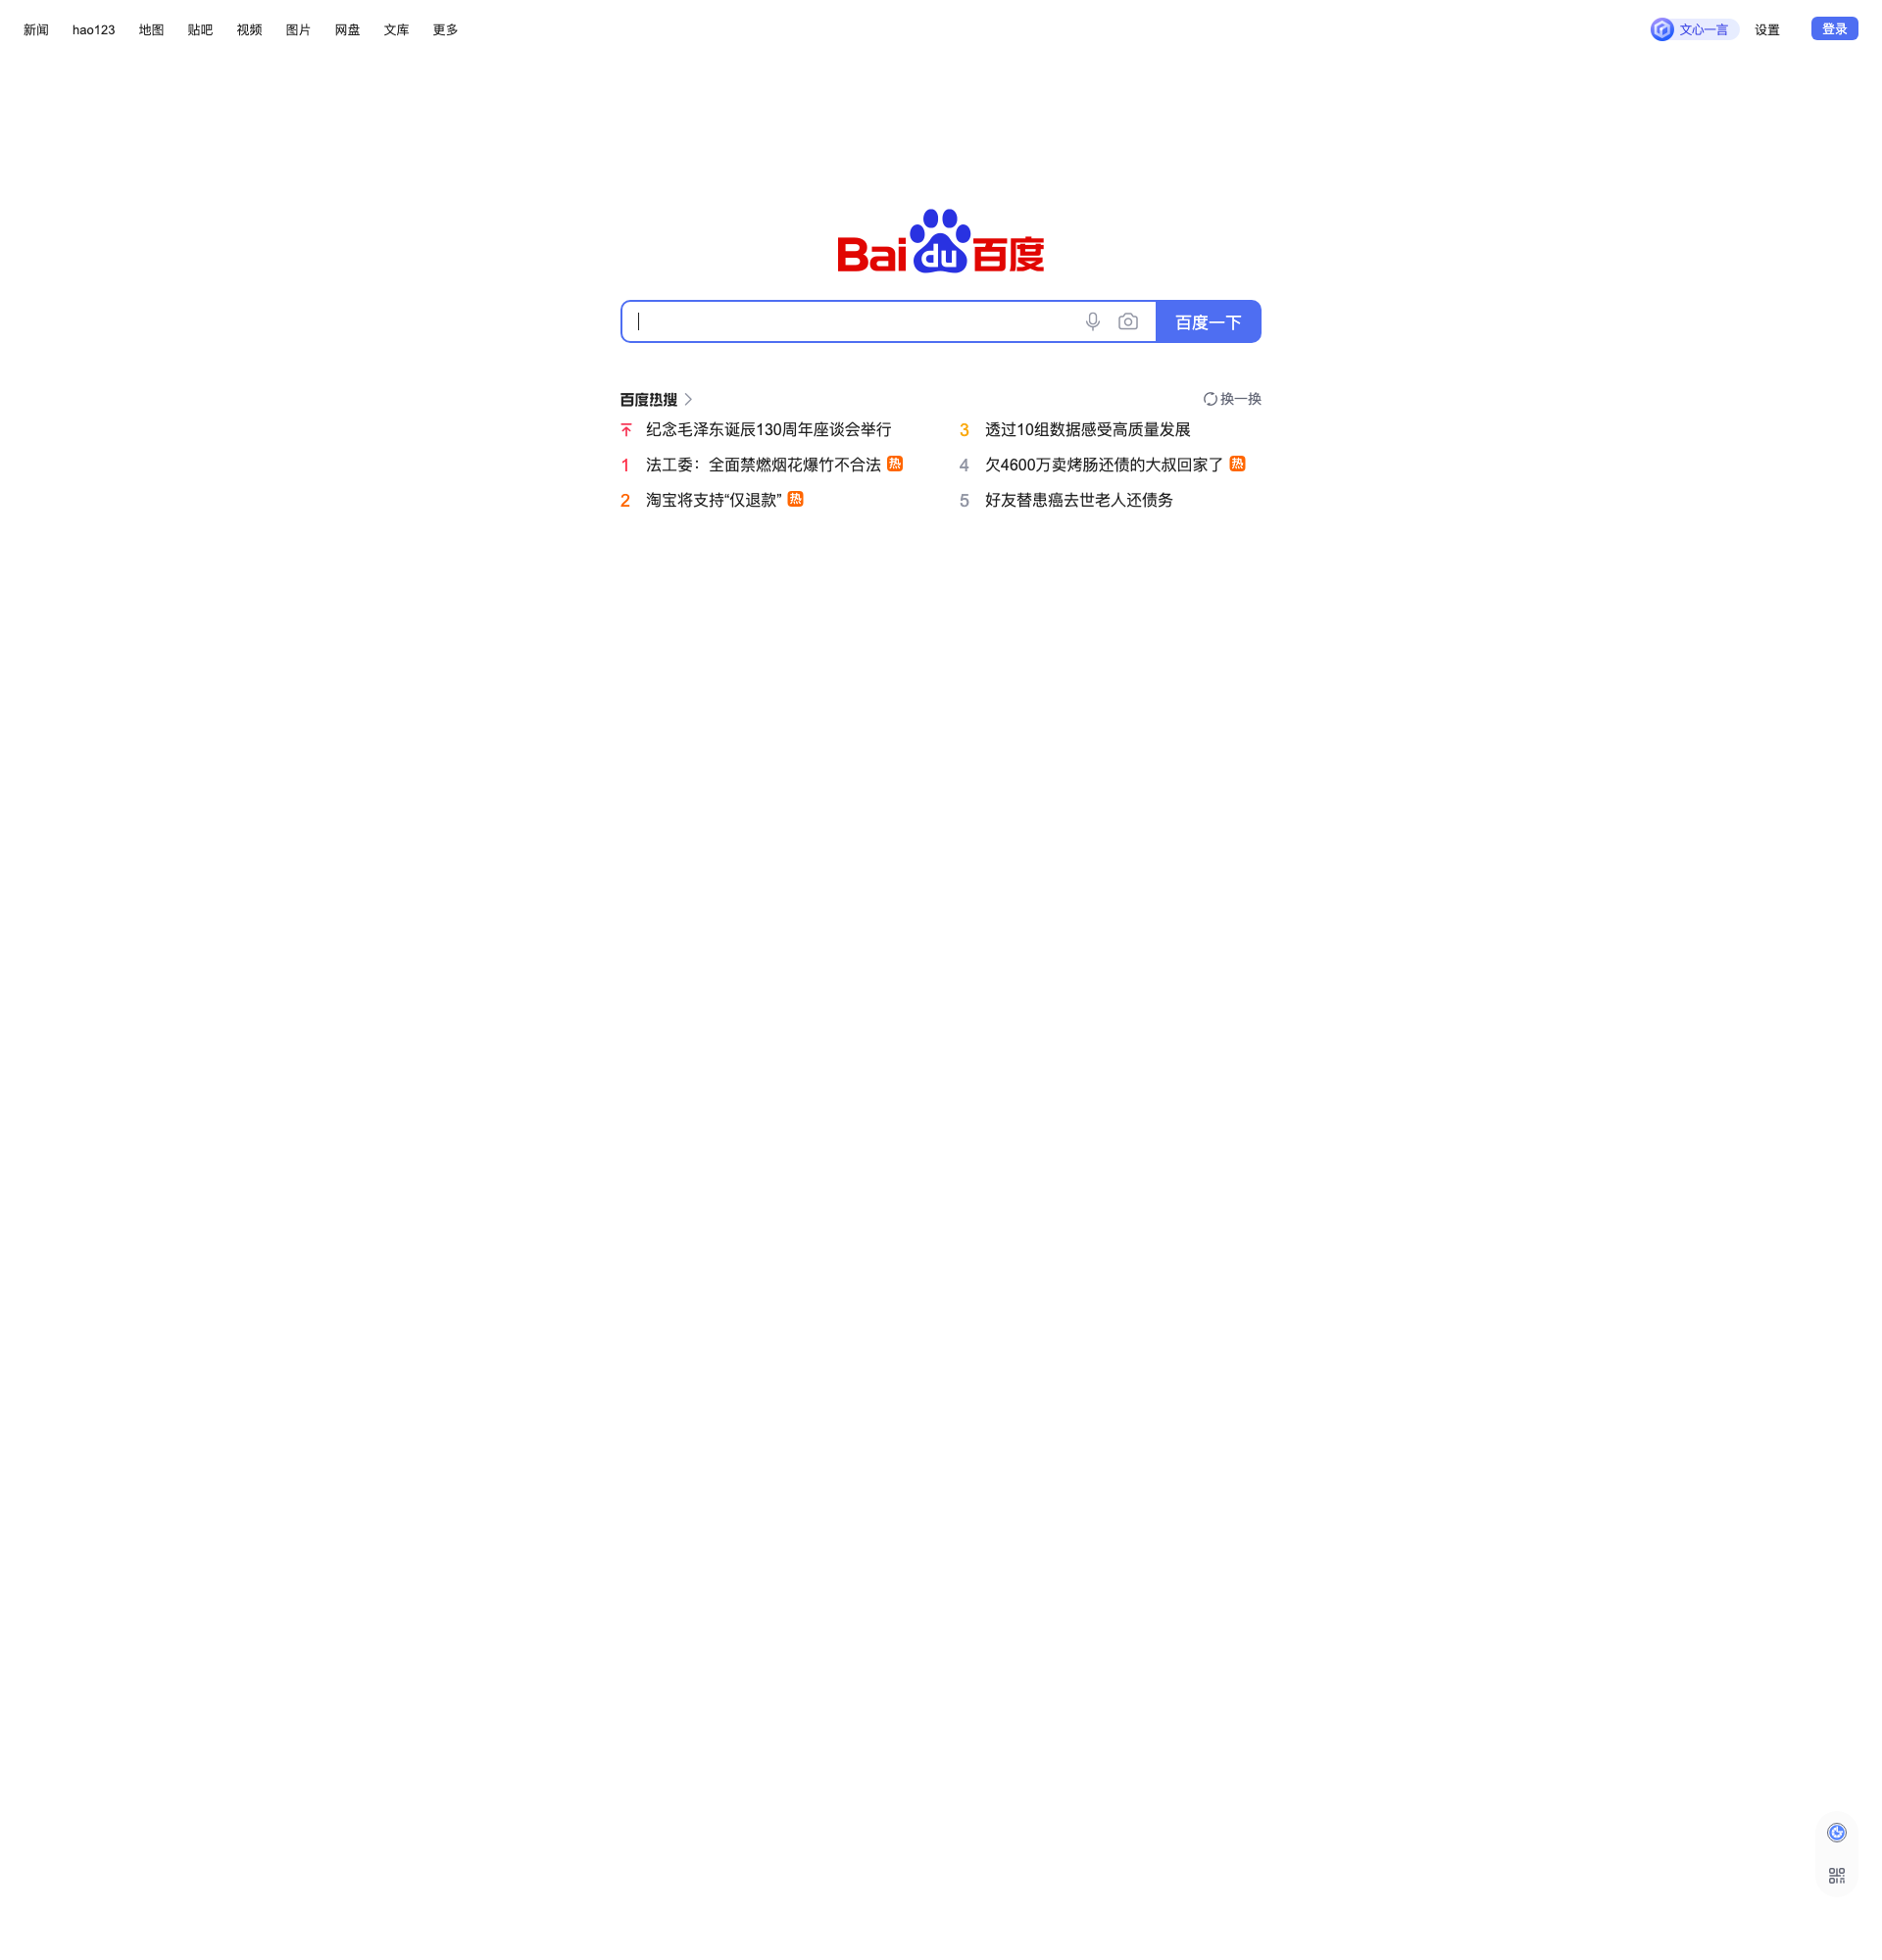 新闻 hao123 地图 贴吧 视频 图片 网盘 文库 更多 文心一言 设置 登录
Bai du 百度
百度一下
百度热搜 换一换
纪念毛泽东诞辰130周年座谈会举行
1 法工委：全面禁燃烟花爆竹不合法 热
2 淘宝将支持“仅退款” 热
3 透过10组数据感受高质量发展
4 欠4600万卖烤肠还债的大叔回家了 热
5 好友替患癌去世老人还债务